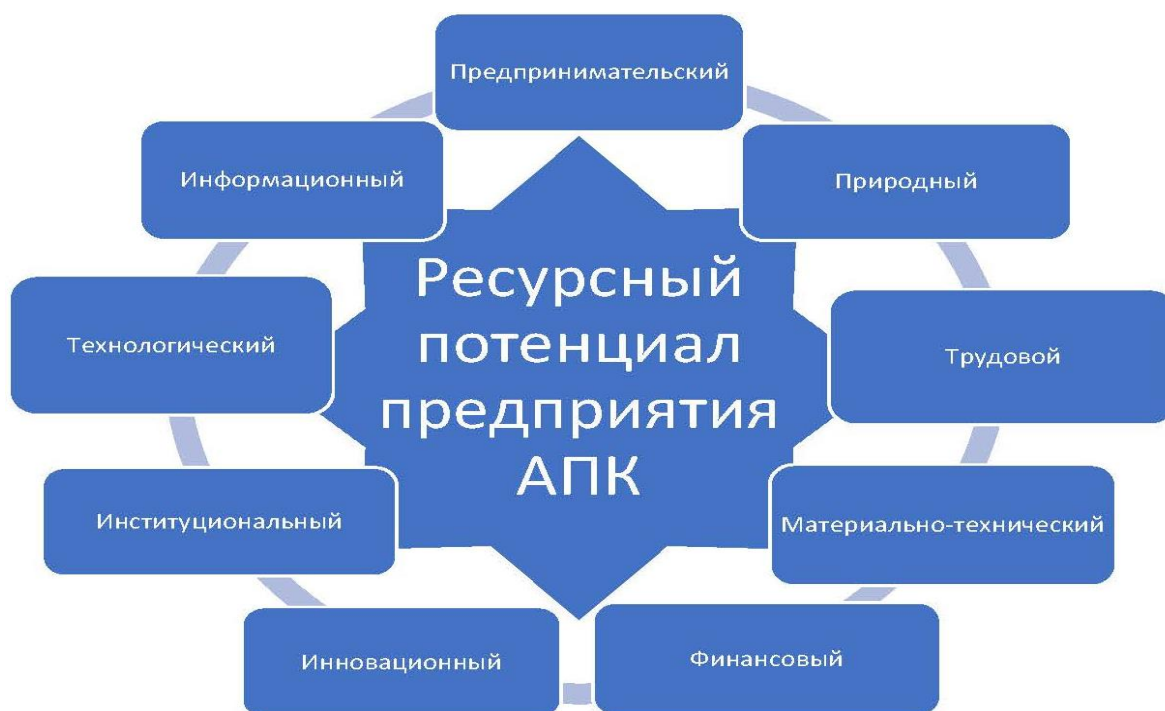 Предпринимательский
Природный
Трудовой
Материально-технический
Финансовый
Инновационный
Институциональный
Технологический
Информационный
Ресурсный
потенциал
предприятия
АПК